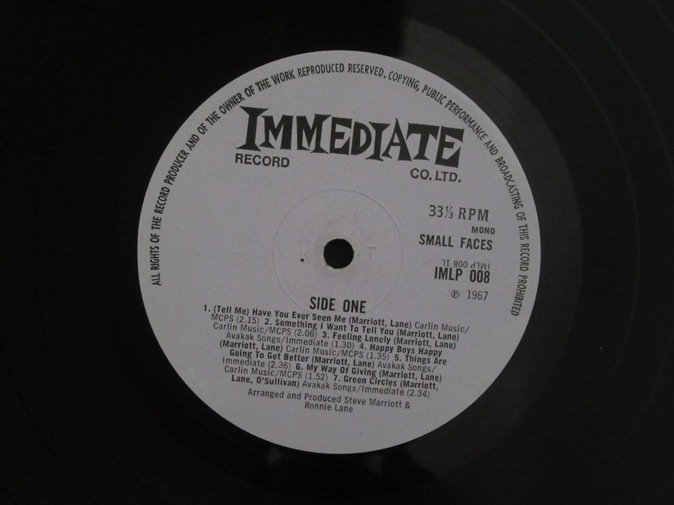 ALL RIGHTS OF THE RECORD PRODUCER AND OF THE OWNER OF THE WORK REPRODUCED RESERVED. COPYING, PUBLIC PERFORMANCE AND BROADCASTING OF THIS RECORD PROHIBITED
IMMEDIATE
RECORD CO. LTD.
33⅓ RPM
MONO
SMALL FACES
IMLP 008 1L
IMLP 008
℗ 1967
SIDE ONE
1. (Tell Me) Have You Ever Seen Me (Marriott, Lane) Carlin Music/
MCPS (2.15) 2. Something I Want To Tell You (Marriott, Lane)
Carlin Music/MCPS (2.06) 3. Feeling Lonely (Marriott, Lane)
Avakak Songs/Immediate (1.30) 4. Happy Boys Happy
(Marriott, Lane) Carlin Music/MCPS (1.35) 5. Things Are
Going To Get Better (Marriott, Lane) Avakak Songs/
Immediate (2.36) 6. My Way Of Giving (Marriott, Lane)
Carlin Music/MCPS (1.52) 7. Green Circles (Marriott,
Lane, O'Sullivan) Avakak Songs/Immediate (2.34)
Arranged and Produced Steve Marriott &
Ronnie Lane